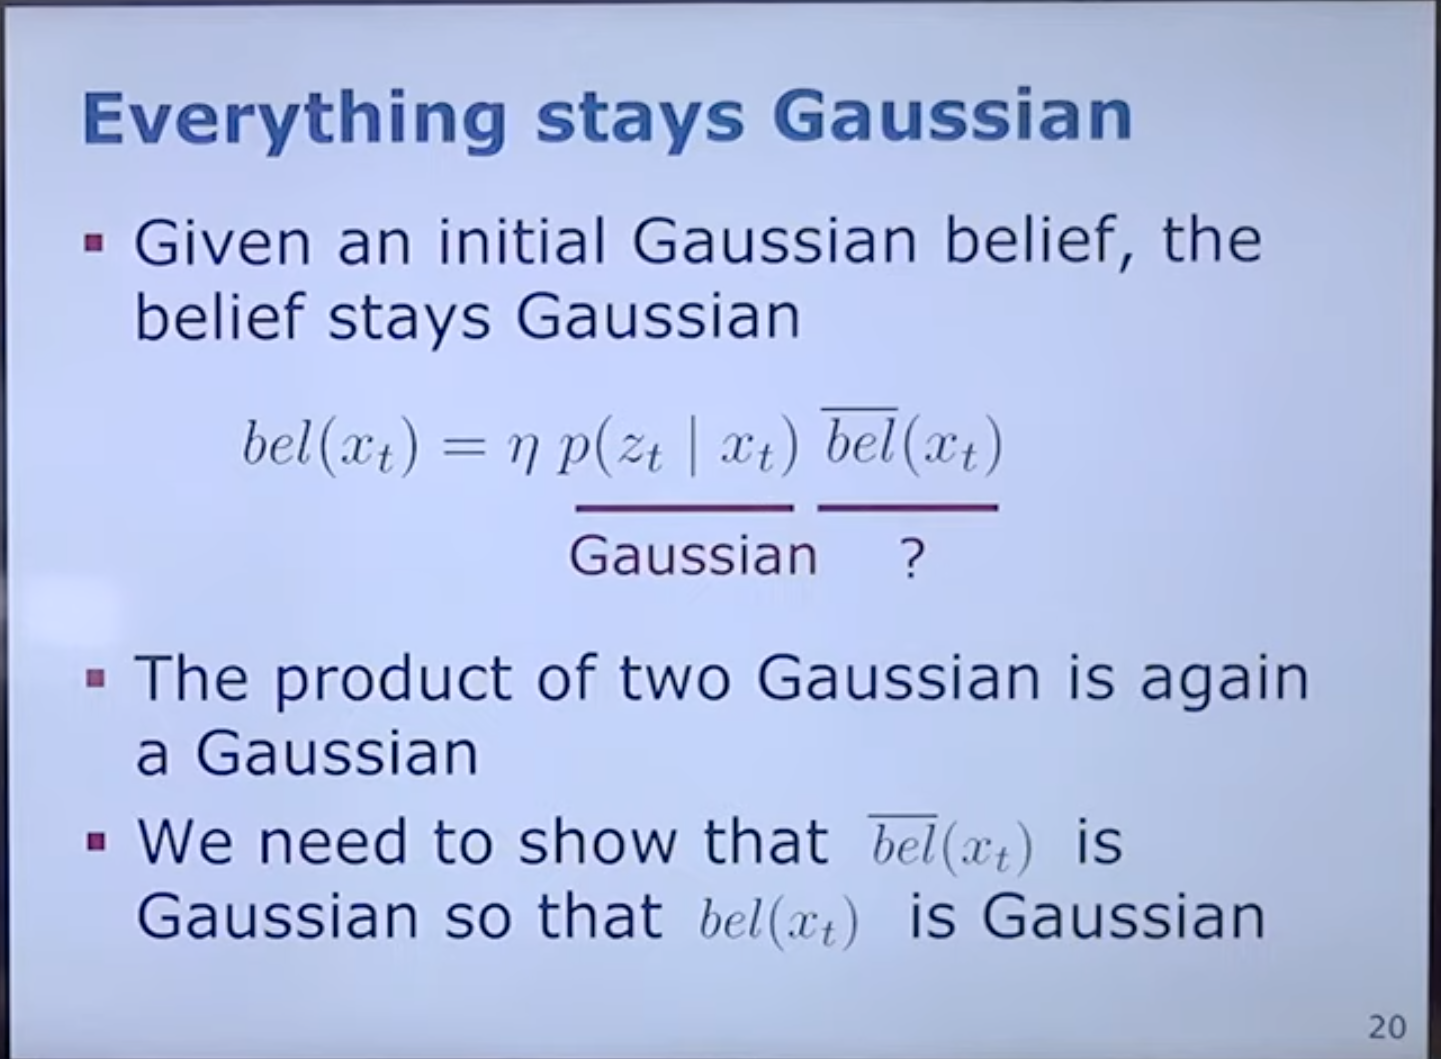 Everything stays Gaussian
▪ Given an initial Gaussian belief, the
belief stays Gaussian
$bel(x_t) = \eta \, p(z_t \mid x_t) \, \overline{bel}(x_t)$
Gaussian ?
▪ The product of two Gaussian is again
a Gaussian
▪ We need to show that $\overline{bel}(x_t)$ is
Gaussian so that $bel(x_t)$ is Gaussian
20